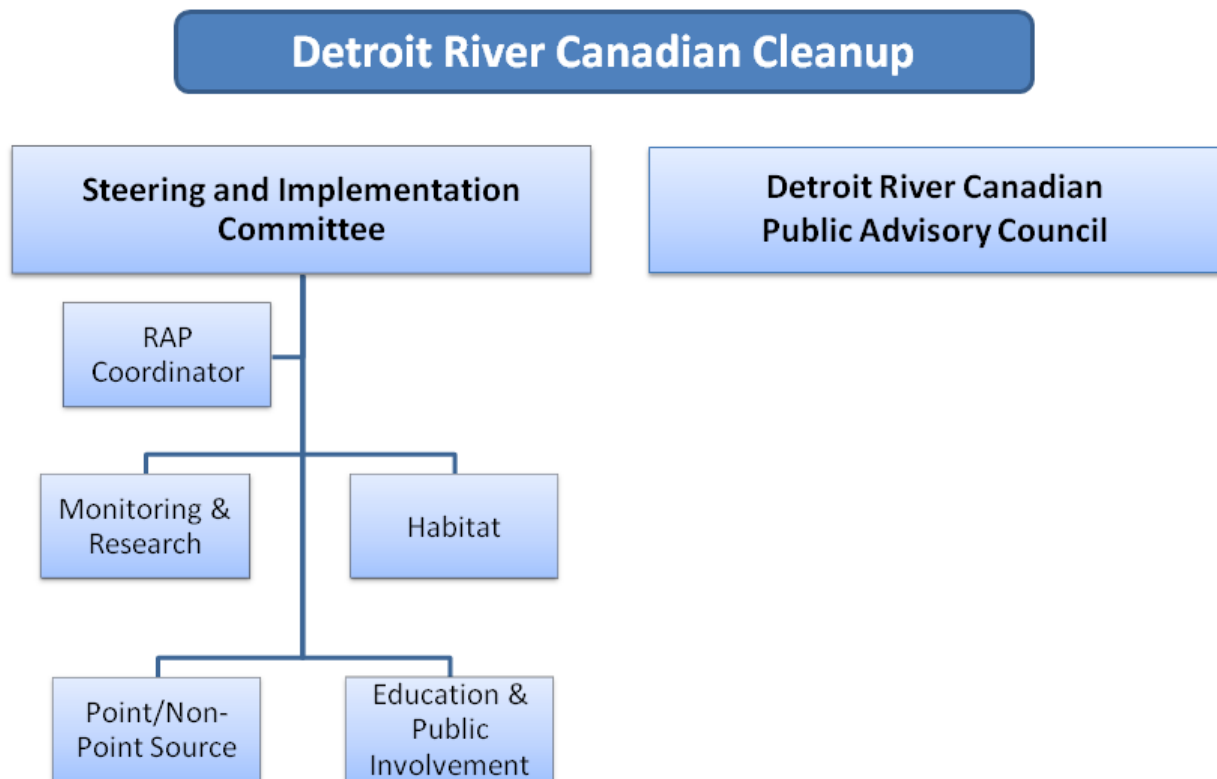 Detroit River Canadian Cleanup
Steering and Implementation
Committee
Detroit River Canadian
Public Advisory Council
RAP
Coordinator
Monitoring &
Research
Habitat
Point/Non-
Point Source
Education &
Public
Involvement